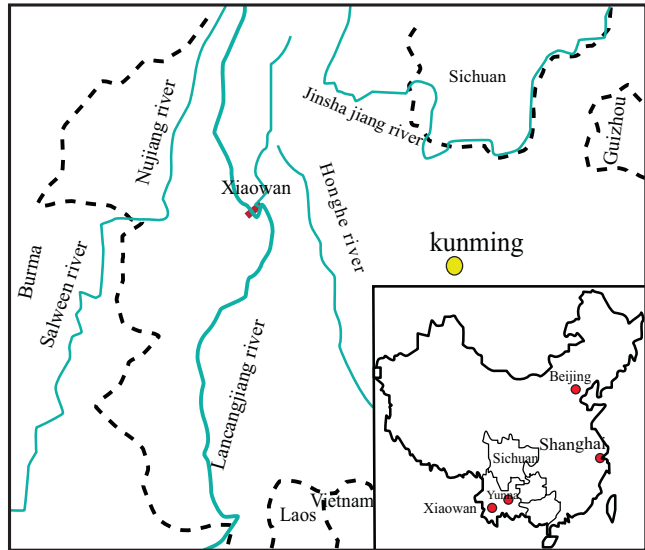 Sichuan
Jinsha jiang river
Guizhou
Nujiang river
Xiaowan
Honghe river
kunming
Burma
Salween river
Lancangjiang river
Vietnam
Laos
Beijing
Shanghai
Sichuan
Yunna
Xiaowan